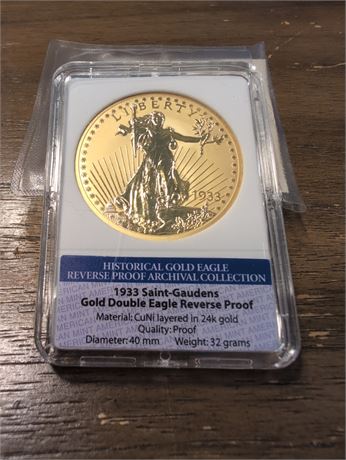 LIBERTY
1933
HISTORICAL GOLD EAGLE
REVERSE PROOF ARCHIVAL COLLECTION
1933 Saint-Gaudens
Gold Double Eagle Reverse Proof
Material: CuNi layered in 24k gold
Quality: Proof
Diameter: 40 mm Weight: 32 grams